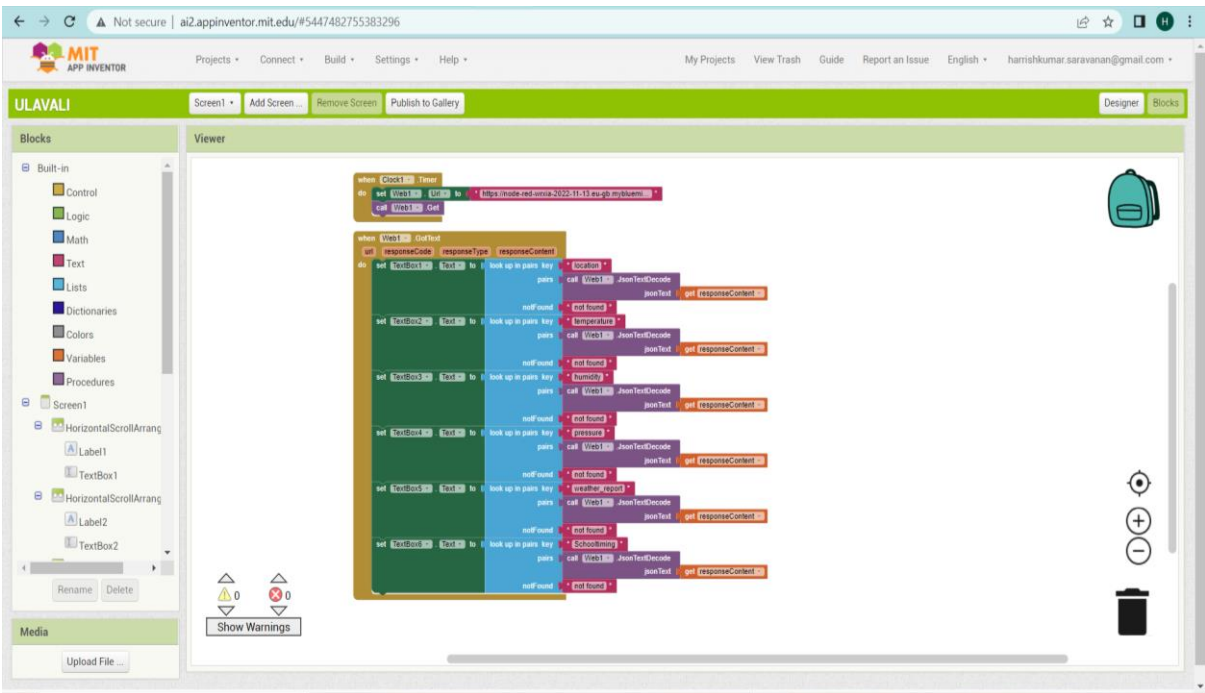 Not secure | ai2.appinventor.mit.edu/#5447482755383296
H
MIT
APP INVENTOR
Projects Connect Build Settings Help My Projects View Trash Guide Report an Issue English harrishkumar.saravanan@gmail.com
ULAVALI Screen1 Add Screen ... Remove Screen Publish to Gallery Designer Blocks
Blocks Viewer
Built-in
Control
Logic
Math
Text
Lists
Dictionaries
Colors
Variables
Procedures
Screen1
HorizontalScrollArrang
Label1
TextBox1
HorizontalScrollArrang
Label2
TextBox2
Rename Delete
Media
Upload File ...
when Clock1 .Timer
do set Web1 . Url to
call Web1 .Get
when Web1 .GotText
url responseCode responseType responseContent
do set TextBox1 . Text to look up in pairs key " location "
pairs call Web1 .JsonTextDecode
jsonText get responseContent
notFound " not found "
set TextBox2 . Text to look up in pairs key " temperature "
pairs call Web1 .JsonTextDecode
jsonText get responseContent
notFound " not found "
set TextBox3 . Text to look up in pairs key " humidity "
pairs call Web1 .JsonTextDecode
jsonText get responseContent
notFound " not found "
set TextBox4 . Text to look up in pairs key " pressure "
pairs call Web1 .JsonTextDecode
jsonText get responseContent
notFound " not found "
set TextBox5 . Text to look up in pairs key " weather_report "
pairs call Web1 .JsonTextDecode
jsonText get responseContent
notFound " not found "
set TextBox6 . Text to look up in pairs key " Schooltiming "
pairs call Web1 .JsonTextDecode
jsonText get responseContent
notFound " not found "
0 0
Show Warnings